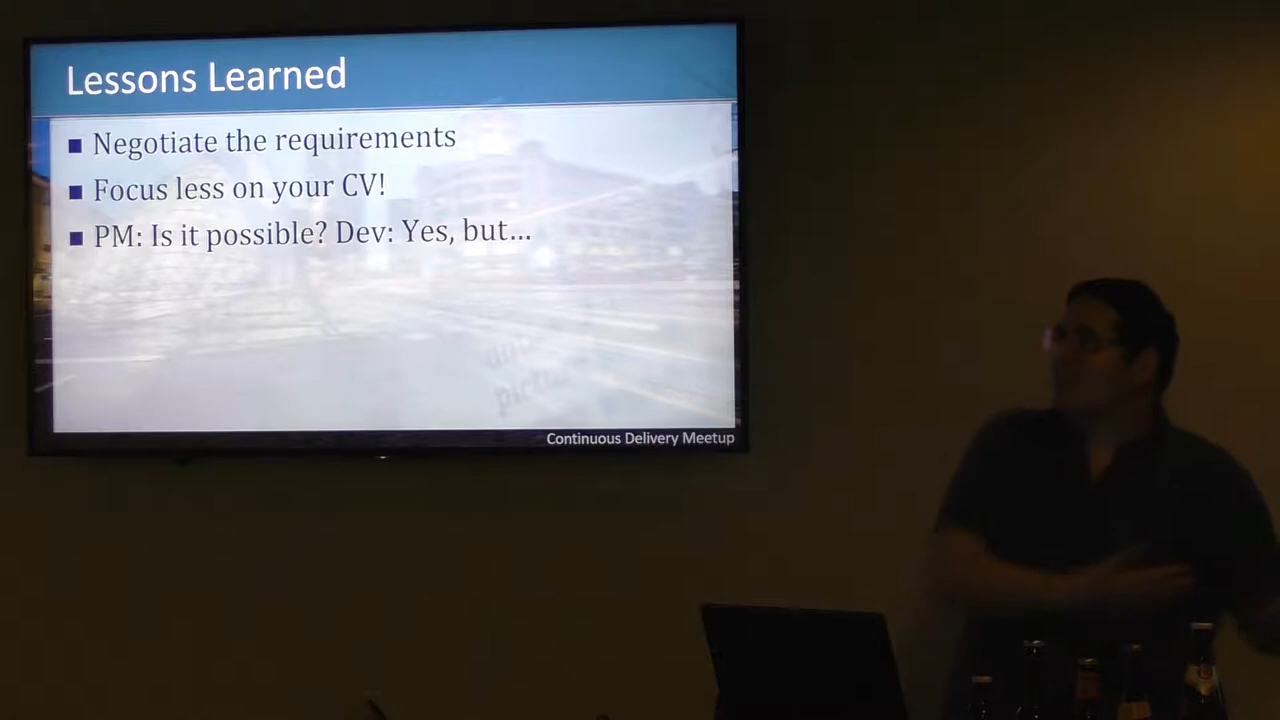 Lessons Learned
Negotiate the requirements
Focus less on your CV!
PM: Is it possible? Dev: Yes, but...
Continuous Delivery Meetup